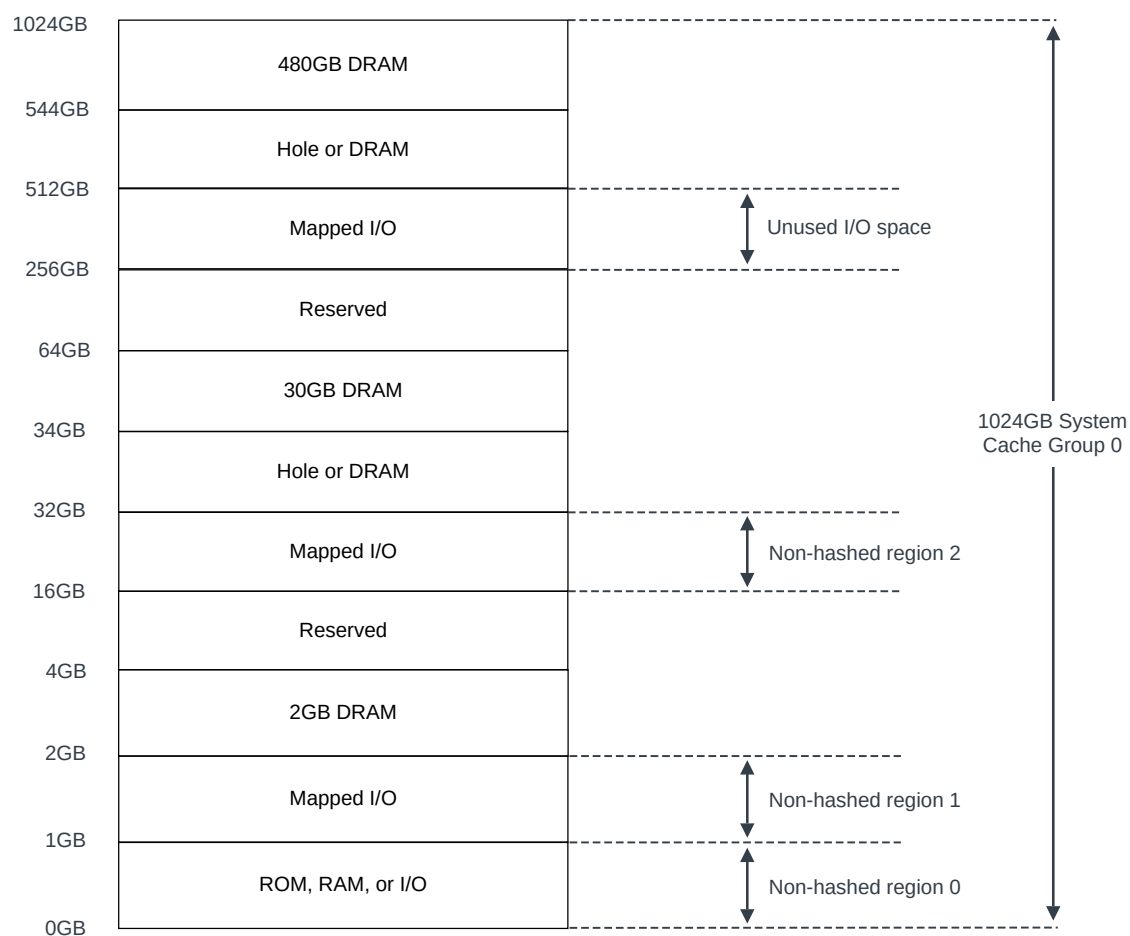 1024GB
480GB DRAM
544GB
Hole or DRAM
512GB
Mapped I/O
Unused I/O space
256GB
Reserved
64GB
30GB DRAM
1024GB System
Cache Group 0
34GB
Hole or DRAM
32GB
Mapped I/O
Non-hashed region 2
16GB
Reserved
4GB
2GB DRAM
2GB
Mapped I/O
Non-hashed region 1
1GB
ROM, RAM, or I/O
Non-hashed region 0
0GB